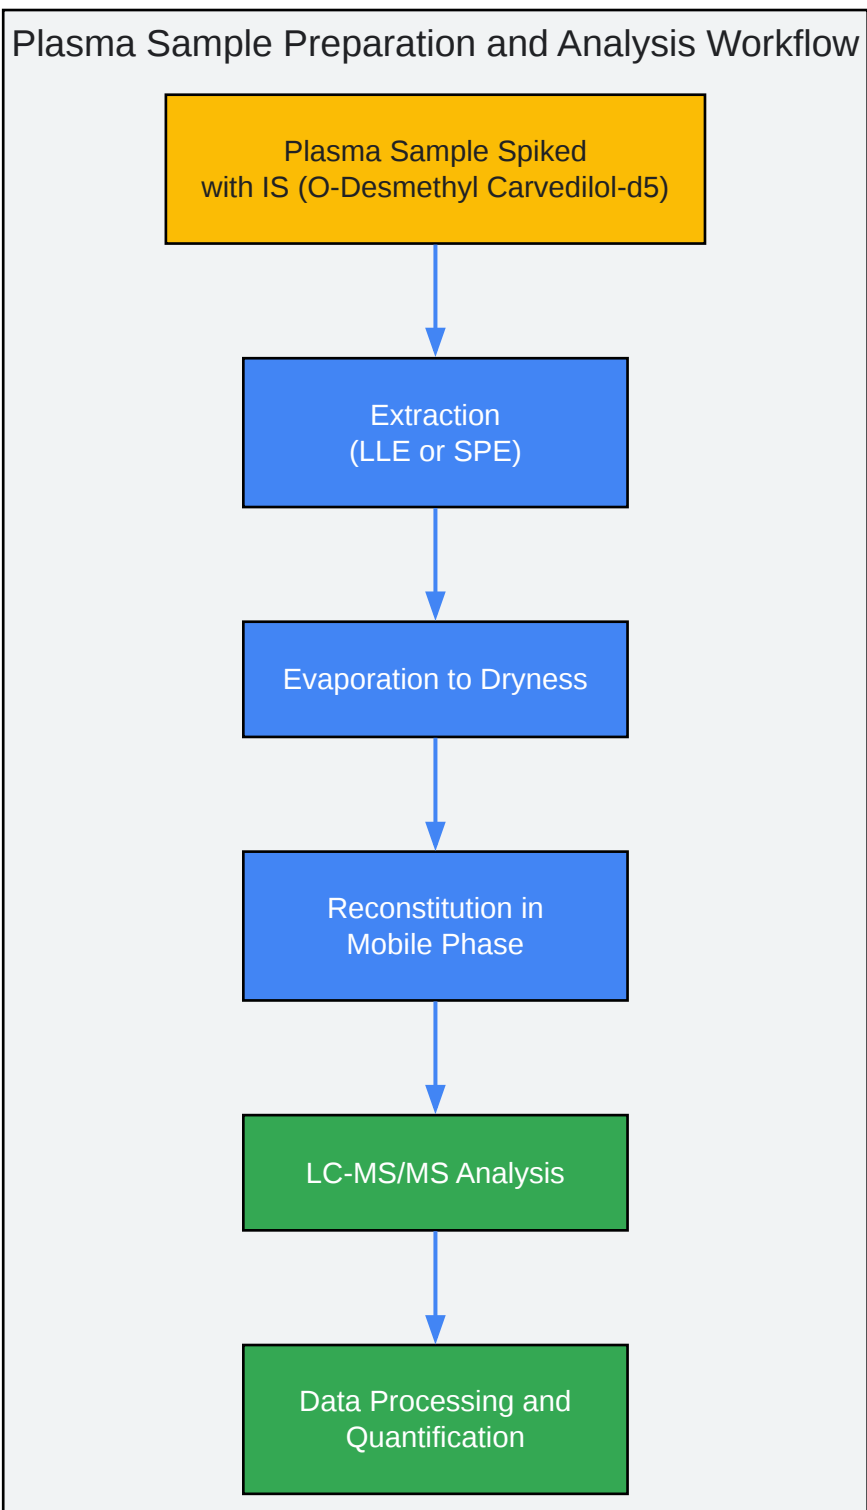 Plasma Sample Preparation and Analysis Workflow
Plasma Sample Spiked
with IS (O-Desmethyl Carvedilol-d5)
Extraction
(LLE or SPE)
Evaporation to Dryness
Reconstitution in
Mobile Phase
LC-MS/MS Analysis
Data Processing and
Quantification